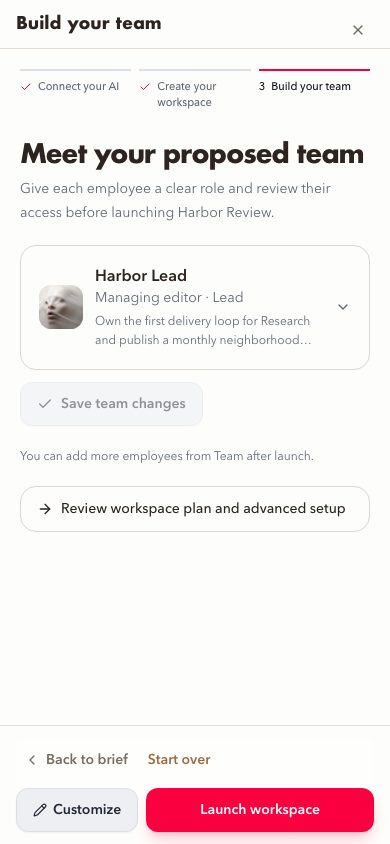 Build your team
Connect your AI
Create your
workspace
3 Build your team
Meet your proposed team
Give each employee a clear role and review their
access before launching Harbor Review.
Harbor Lead
Managing editor · Lead
Own the first delivery loop for Research
and publish a monthly neighborhood…
Save team changes
You can add more employees from Team after launch.
Review workspace plan and advanced setup
Back to brief
Start over
Customize
Launch workspace